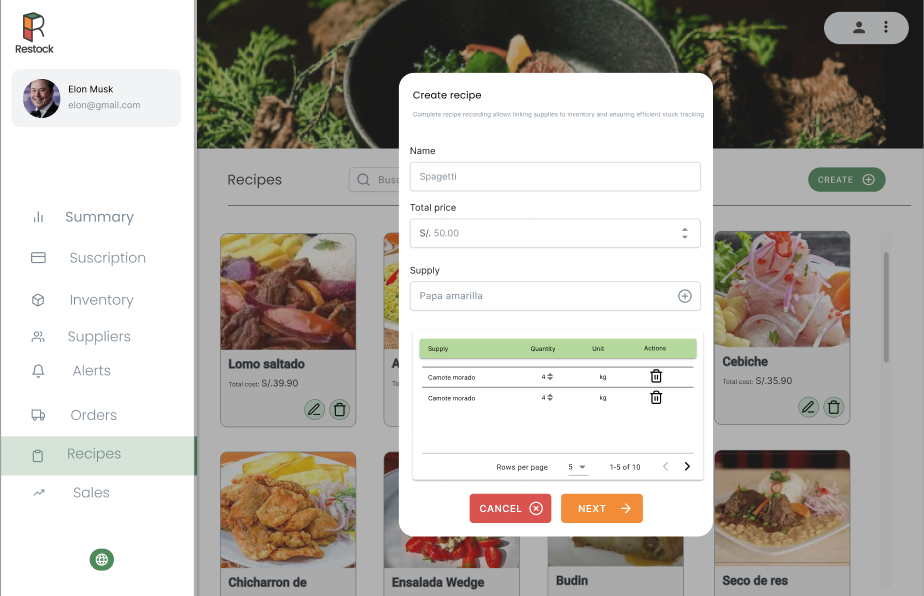 Restock
Elon Musk
elon@gmail.com
Summary
Suscription
Inventory
Suppliers
Alerts
Orders
Recipes
Sales
Recipes
Busc
CREATE
Lomo saltado
Total cost: S/.39.90
A
Cebiche
Total cost: S/.35.90
Chicharron de
Ensalada Wedge
Budin
Seco de res
Create recipe
Complete recipe recording allows linking supplies to inventory and ensuring efficient stock tracking
Name
Spagetti
Total price
S/. 50.00
Supply
Papa amarilla
Supply Quantity Unit Actions
Camote morado 4 kg
Camote morado 4 kg
Rows per page 5 1-5 of 10
CANCEL NEXT